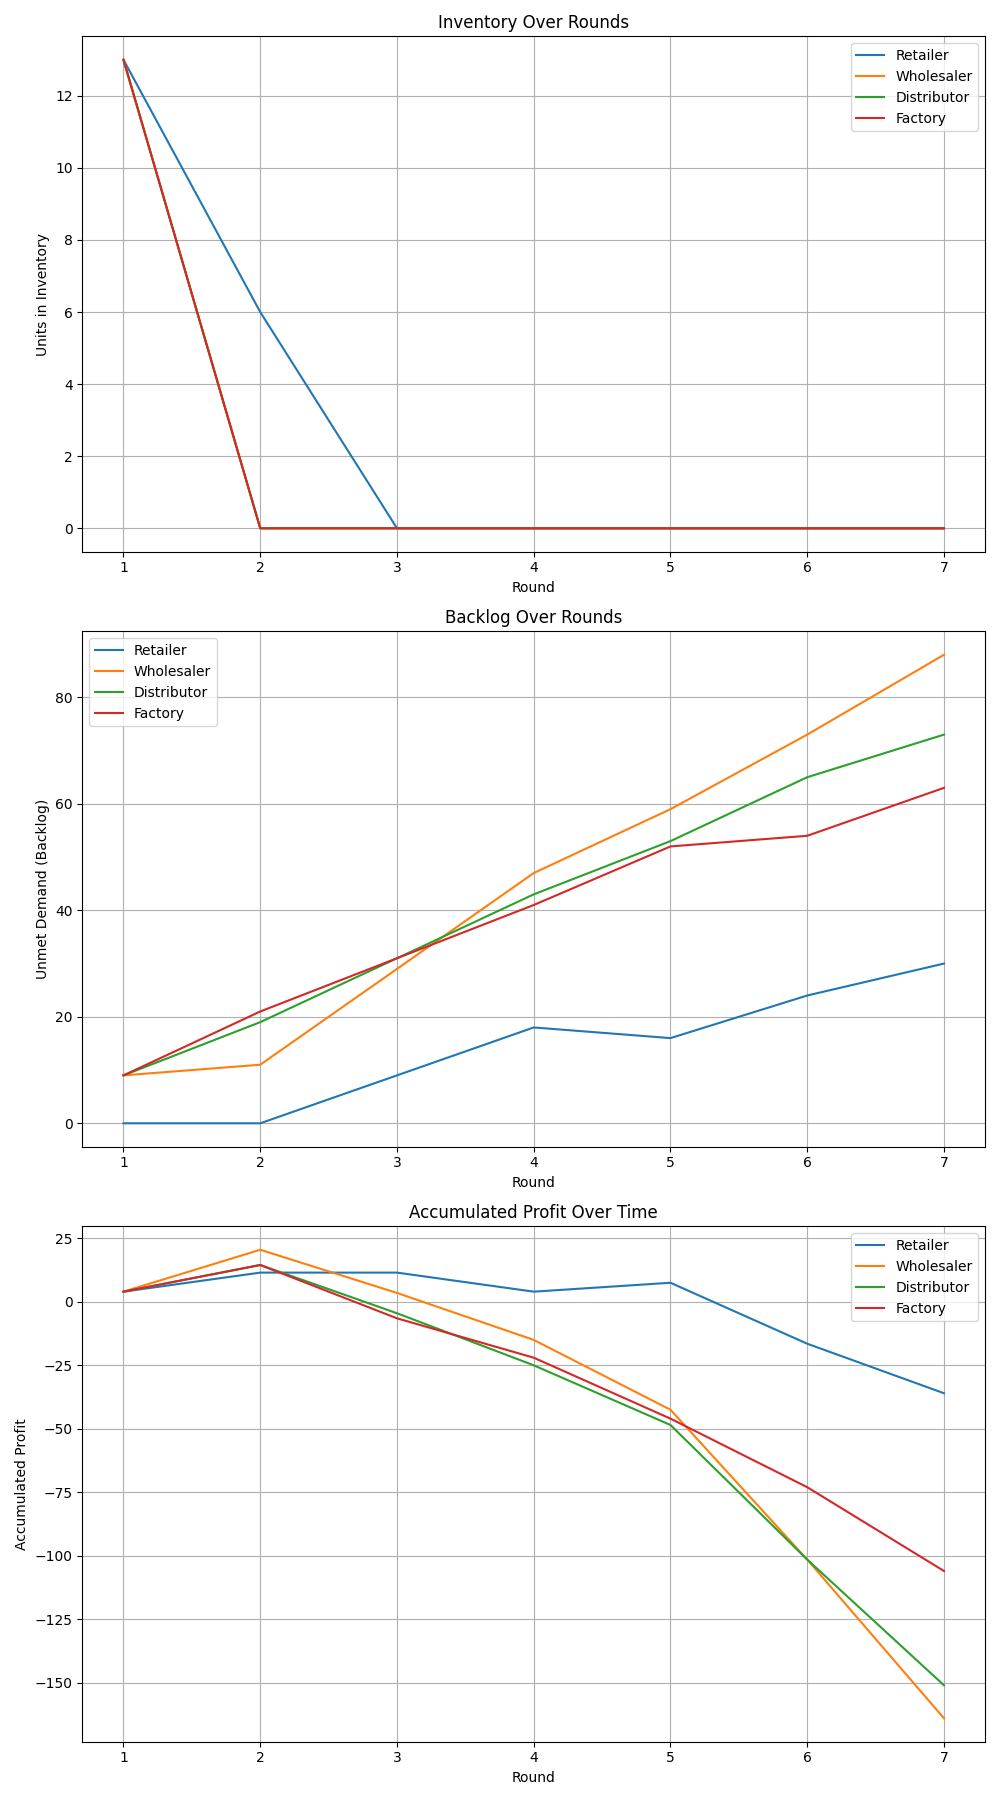 Inventory Over Rounds
Retailer
Wholesaler
Distributor
Factory
12
10
8
6
4
2
0
Units in Inventory
1 2 3 4 5 6 7
Round
Backlog Over Rounds
Retailer
Wholesaler
Distributor
Factory
80
60
40
20
0
Unmet Demand (Backlog)
1 2 3 4 5 6 7
Round
Accumulated Profit Over Time
Retailer
Wholesaler
Distributor
Factory
25
0
−25
−50
−75
−100
−125
−150
Accumulated Profit
1 2 3 4 5 6 7
Round